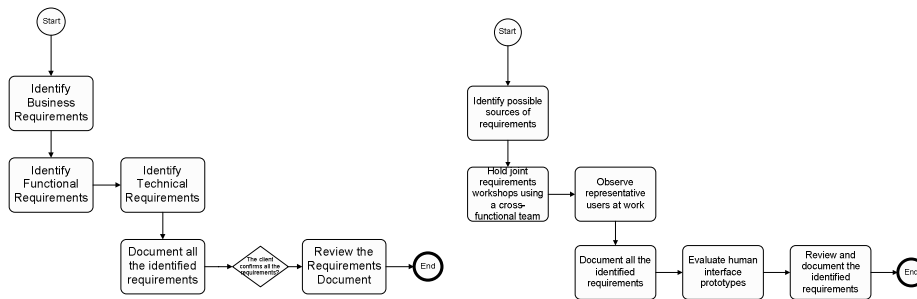 Start
Identify
Business
Requirements
Identify
Functional
Requirements
Identify
Technical
Requirements
Document all
the identified
requirements
The client
confirms all the
requirements?
Review the
Requirements
Document
End
Start
Identify possible
sources of
requirements
Hold joint
requirements
workshops using
a cross-
functional team
Observe
representative
users at work
Document all the
identified
requirements
Evaluate human
interface
prototypes
Review and
document the
identified
requirements
End